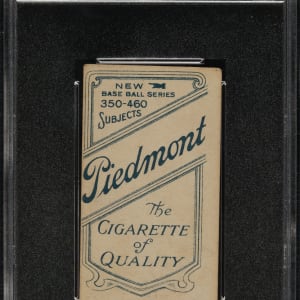 NEW
BASE BALL SERIES
350-460
SUBJECTS
Piedmont
The
CIGARETTE
of
QUALITY